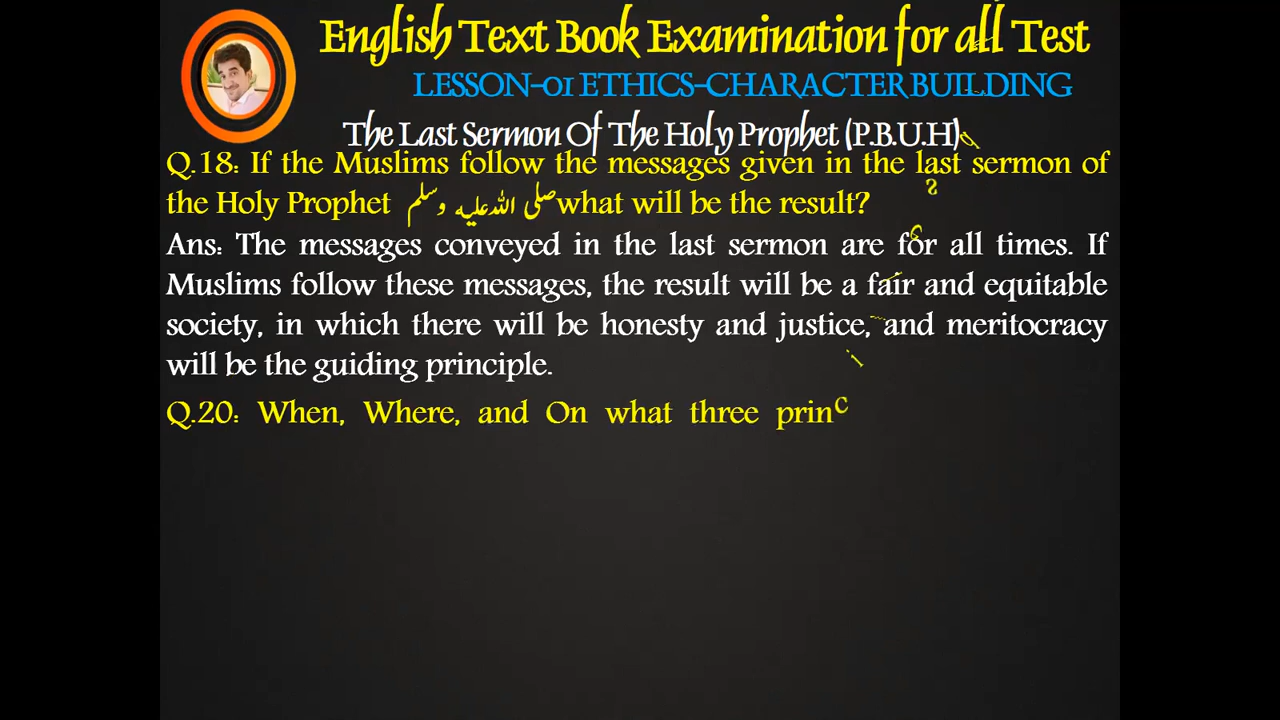 English Text Book Examination for all Test
LESSON-01 ETHICS-CHARACTER BUILDING
The Last Sermon Of The Holy Prophet (P.B.U.H)
Q.18: If the Muslims follow the messages given in the last sermon of
the Holy Prophet صلی اللہ علیہ وسلم what will be the result?
Ans: The messages conveyed in the last sermon are for all times. If
Muslims follow these messages, the result will be a fair and equitable
society, in which there will be honesty and justice, and meritocracy
will be the guiding principle.
Q.20: When, Where, and On what three princ